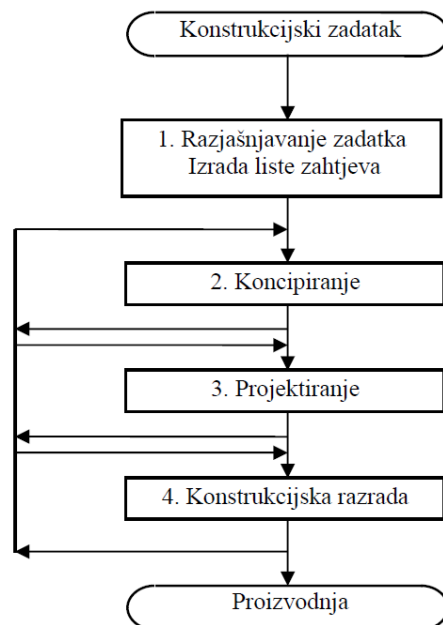 Konstrukcijski zadatak
1. Razjašnjavanje zadatka
Izrada liste zahtjeva
2. Koncipiranje
3. Projektiranje
4. Konstrukcijska razrada
Proizvodnja